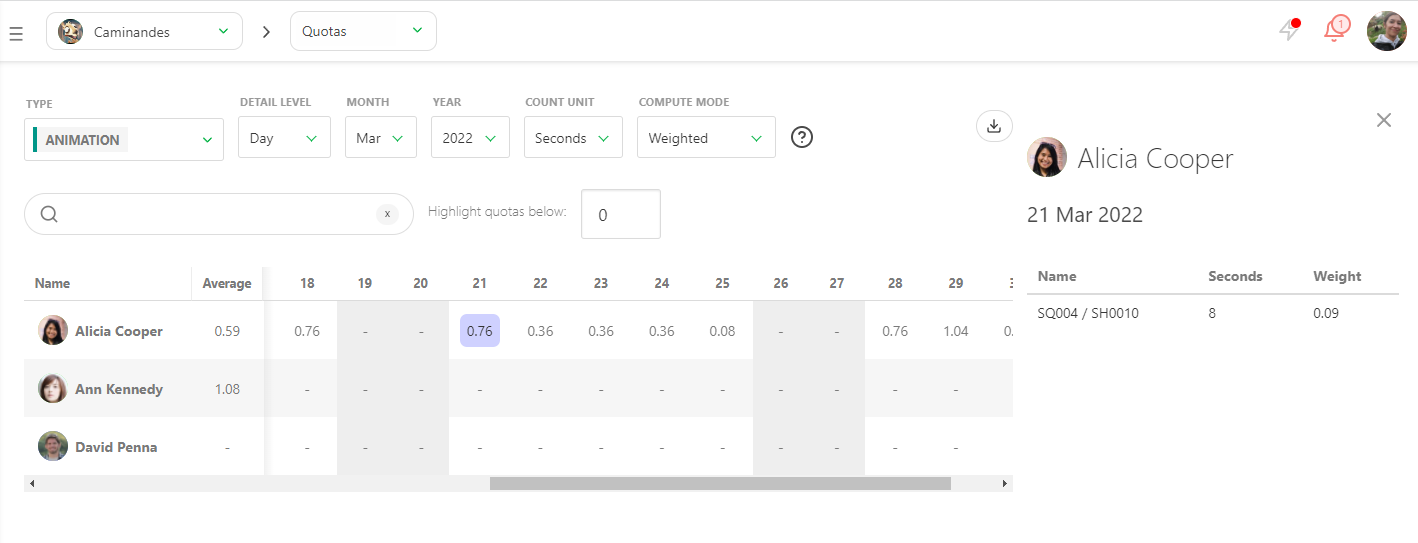 Caminandes Quotas 1
TYPE DETAIL LEVEL MONTH YEAR COUNT UNIT COMPUTE MODE
ANIMATION Day Mar 2022 Seconds Weighted ?
x Highlight quotas below: 0
Name Average 18 19 20 21 22 23 24 25 26 27 28 29
Alicia Cooper 0.59 0.76 - - 0.76 0.36 0.36 0.36 0.08 - - 0.76 1.04
Ann Kennedy 1.08 - - - - - - - - - - - -
David Penna - - - - - - - - - - - - -
Alicia Cooper
21 Mar 2022
Name Seconds Weight
SQ004 / SH0010 8 0.09